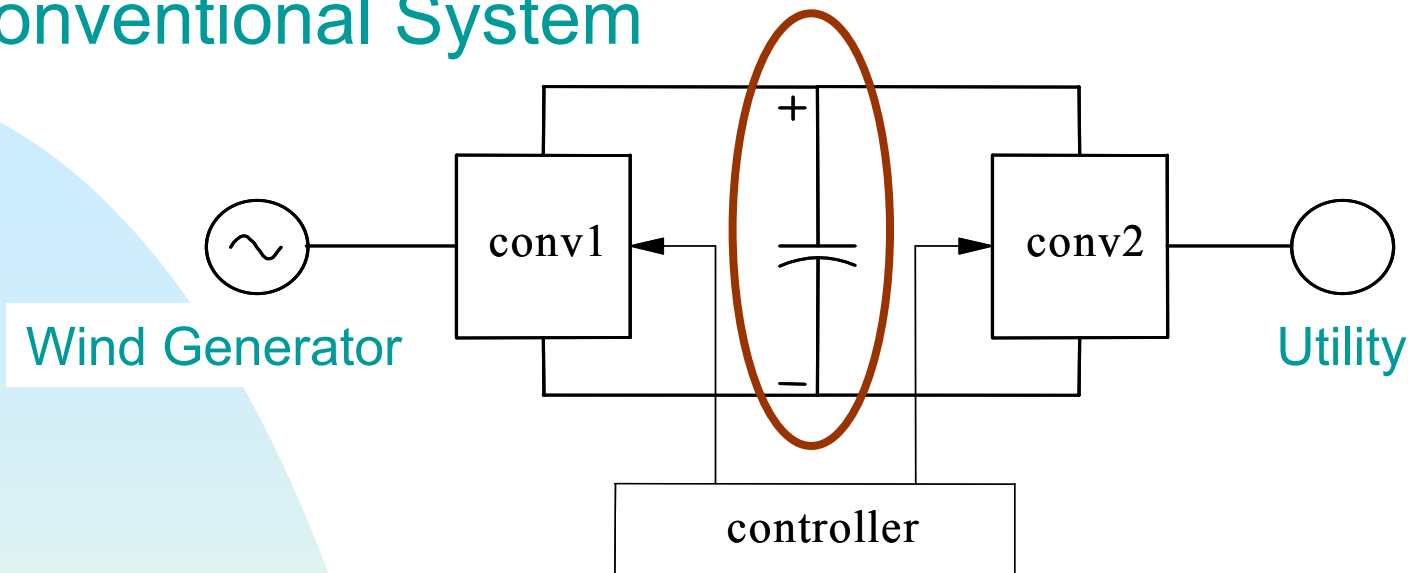 onventional System
+
conv1
conv2
Wind Generator
Utility
−
controller